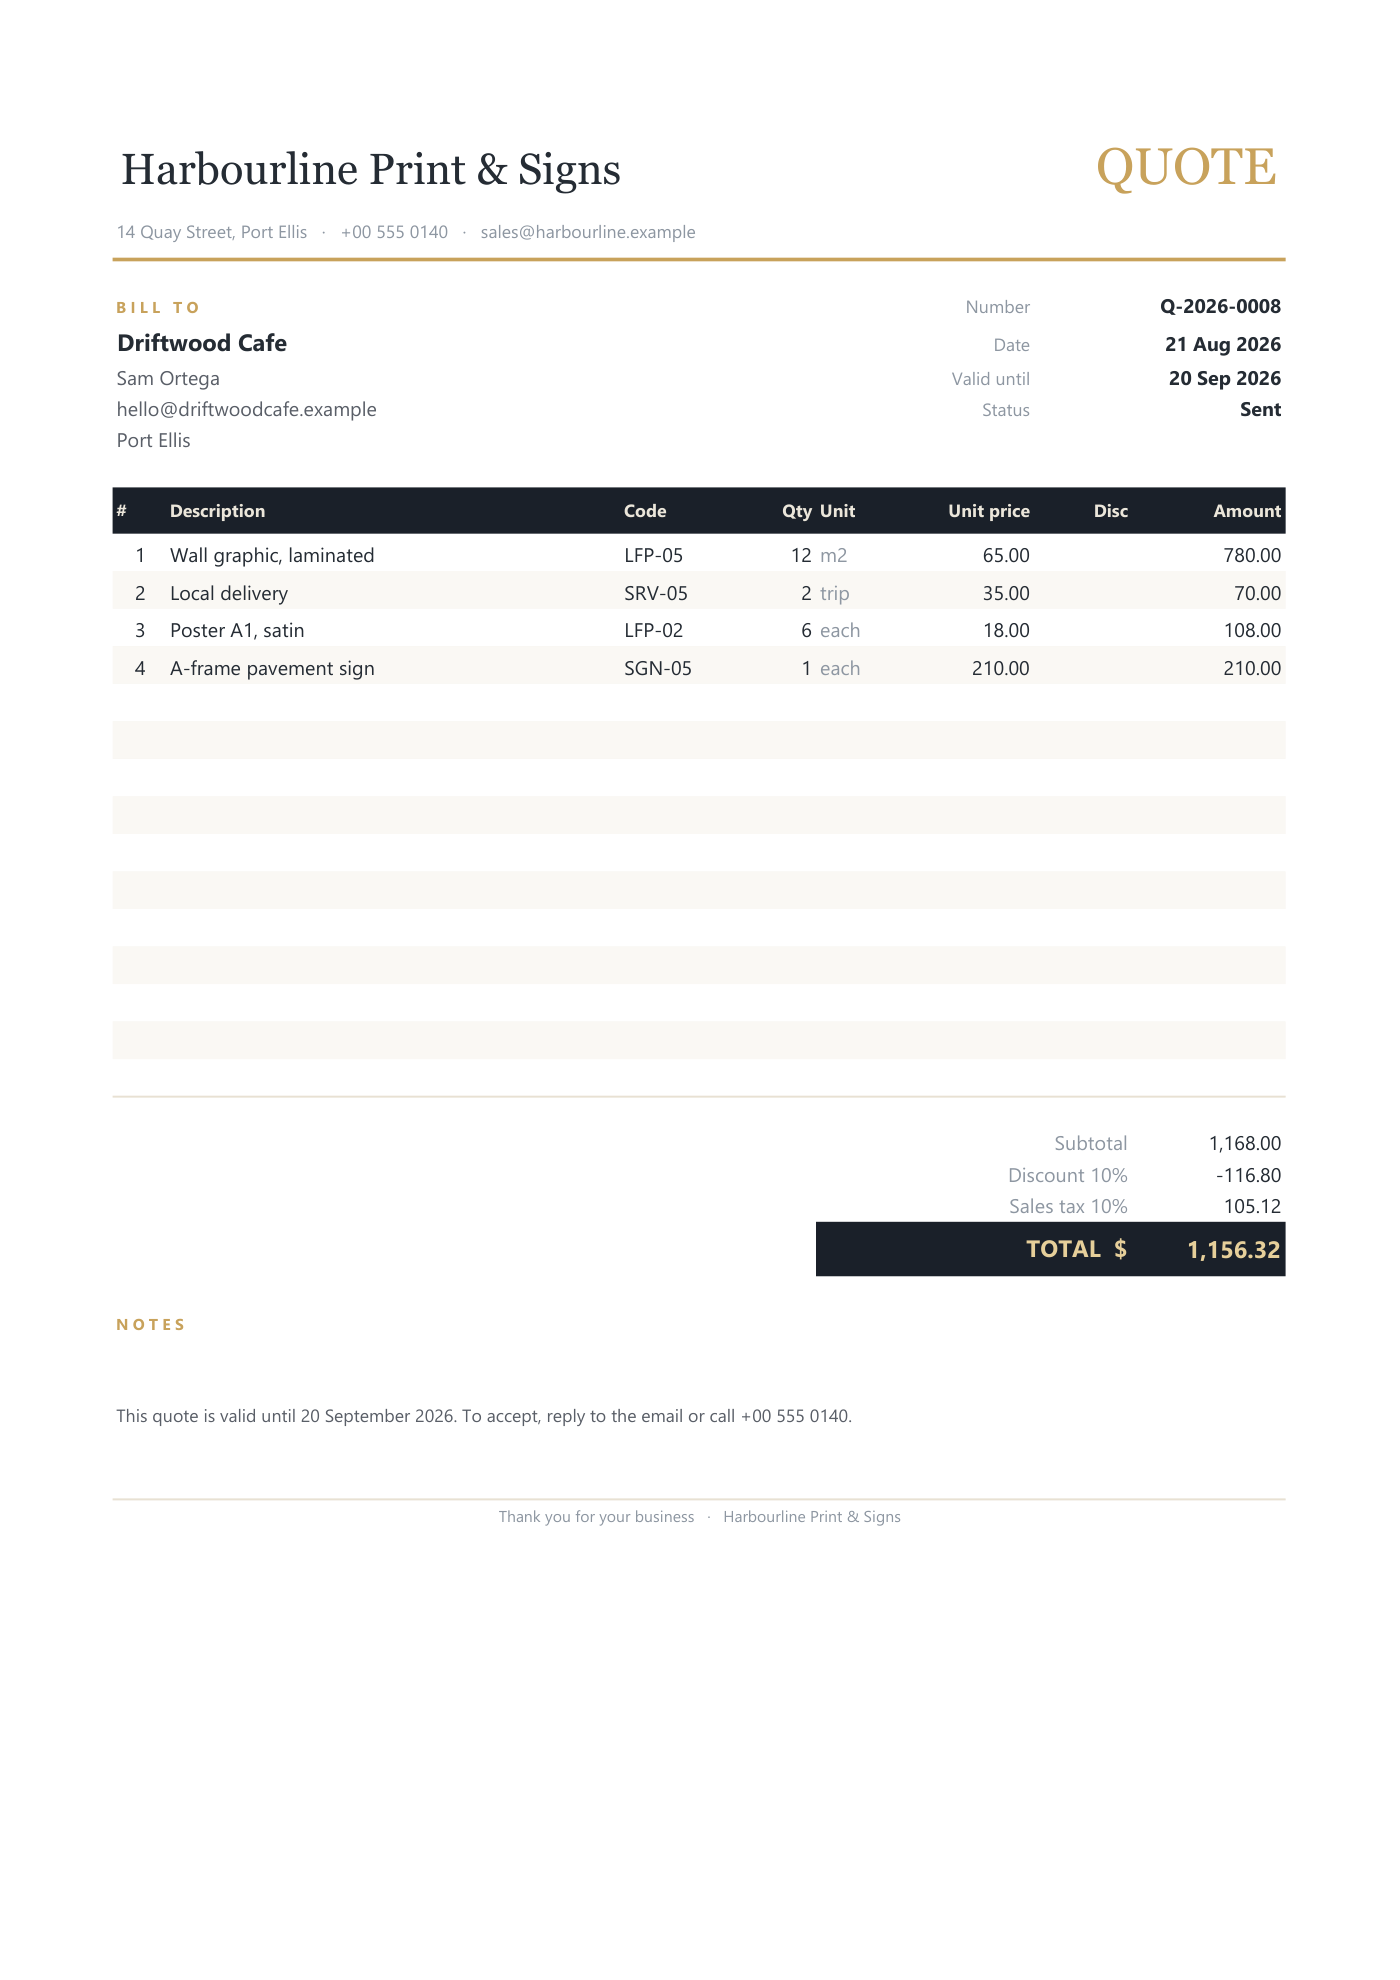 Harbourline Print & Signs
QUOTE
14 Quay Street, Port Ellis · +00 555 0140 · sales@harbourline.example
BILL TO
Number Q-2026-0008
Driftwood Cafe
Date 21 Aug 2026
Sam Ortega
Valid until 20 Sep 2026
hello@driftwoodcafe.example
Status Sent
Port Ellis
# Description Code Qty Unit Unit price Disc Amount
1 Wall graphic, laminated LFP-05 12 m2 65.00 780.00
2 Local delivery SRV-05 2 trip 35.00 70.00
3 Poster A1, satin LFP-02 6 each 18.00 108.00
4 A-frame pavement sign SGN-05 1 each 210.00 210.00
Subtotal 1,168.00
Discount 10% -116.80
Sales tax 10% 105.12
TOTAL $ 1,156.32
NOTES
This quote is valid until 20 September 2026. To accept, reply to the email or call +00 555 0140.
Thank you for your business · Harbourline Print & Signs